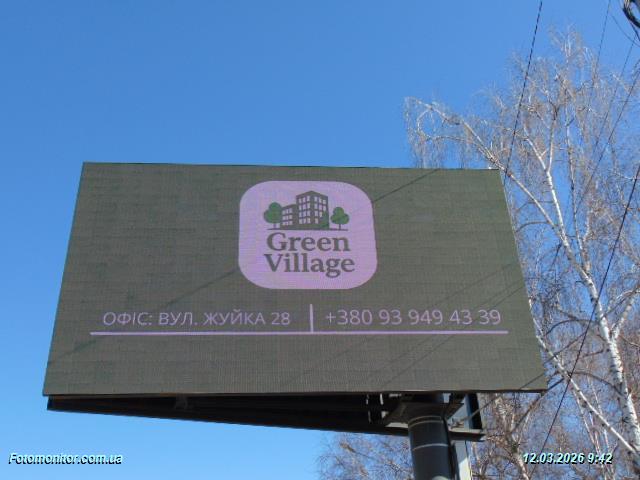 Green
Village
ОФІС: ВУЛ. ЖУЙКА 28 | +380 93 949 43 39
Fotomonitor.com.ua
12.03.2026 9:42